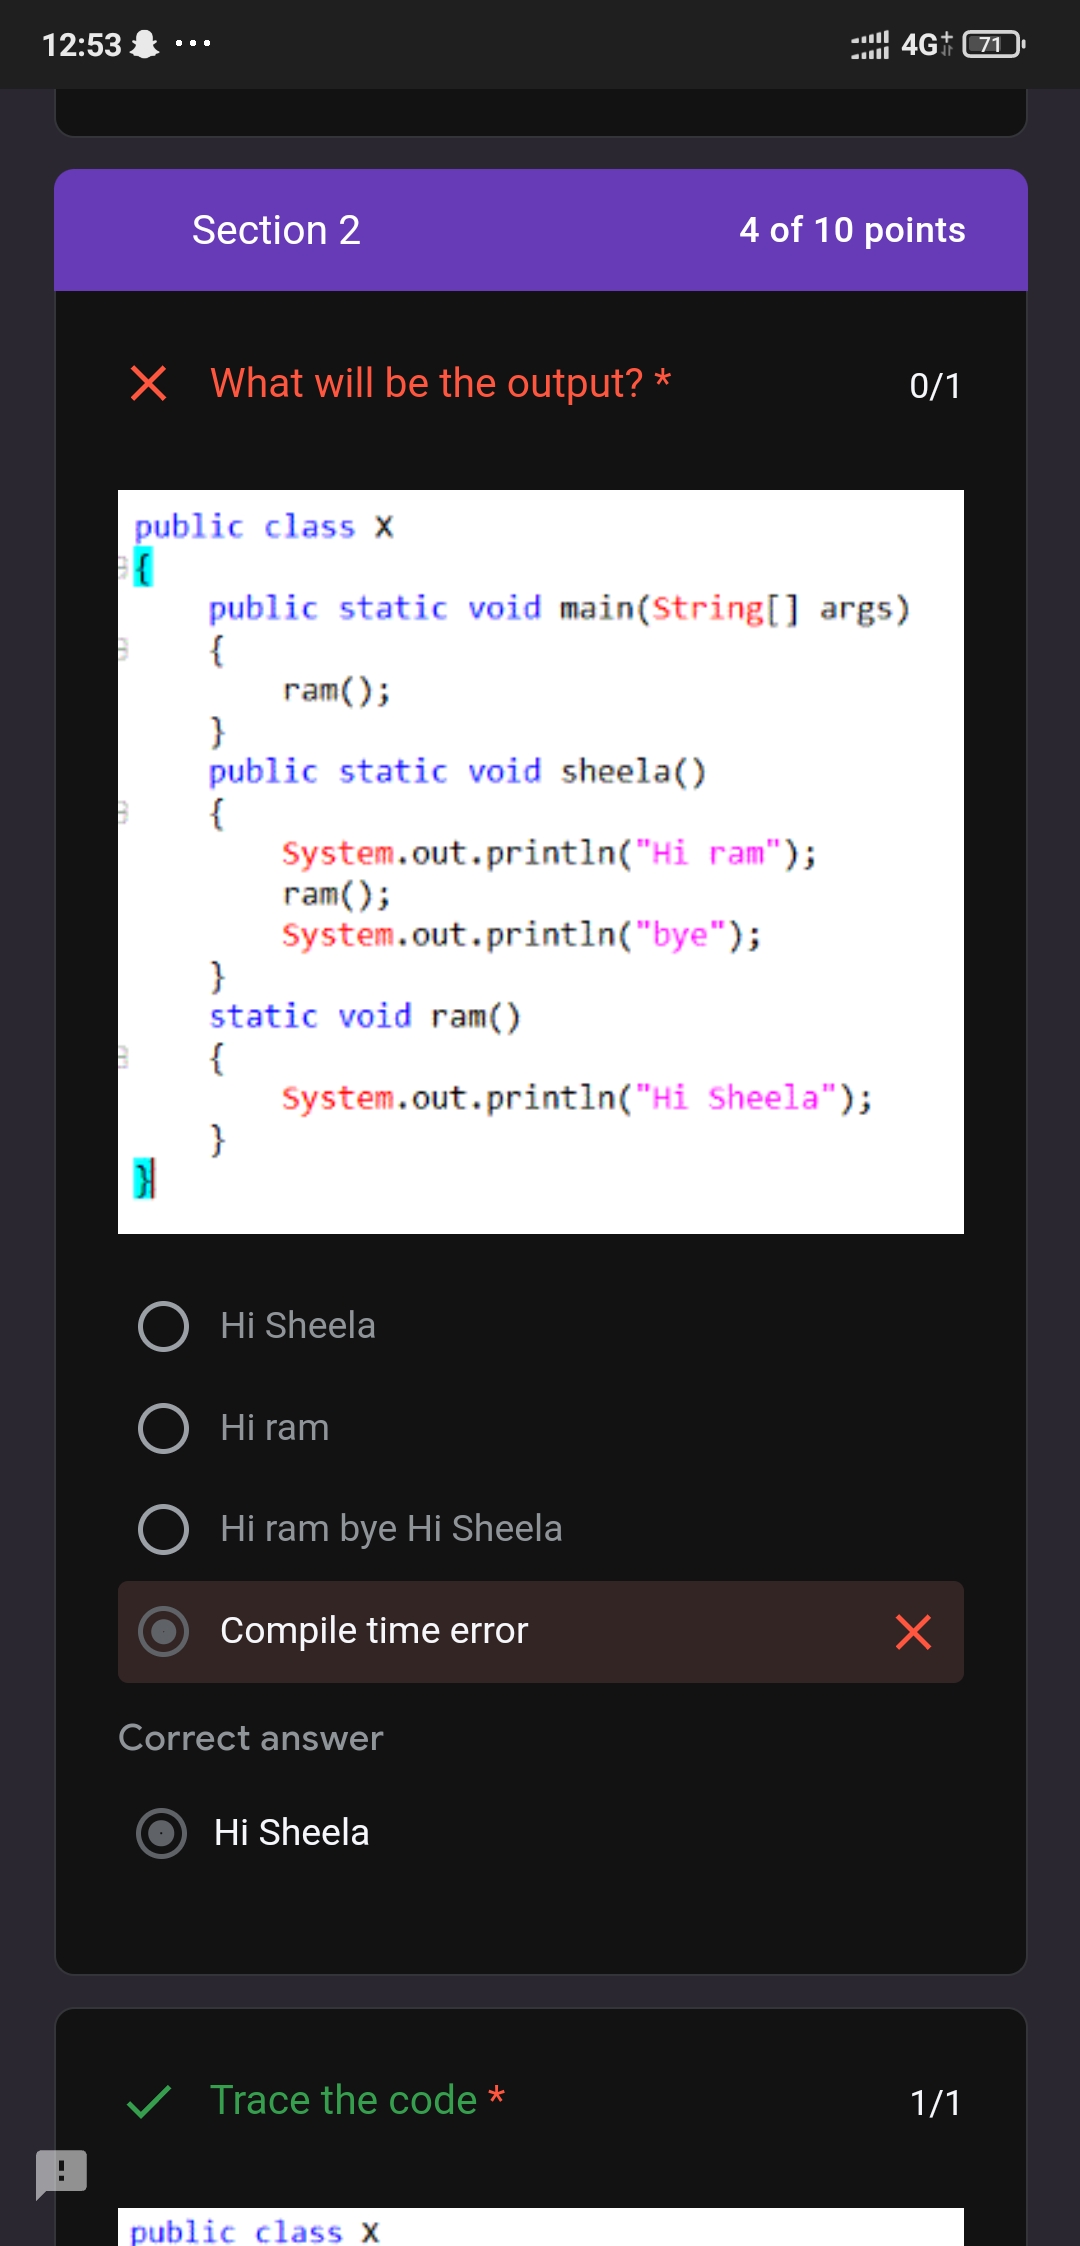 12:53 ...
4G+ 71
Section 2 4 of 10 points
What will be the output? * 0/1
public class X
{
public static void main(String[] args)
{
ram();
}
public static void sheela()
{
System.out.println("Hi ram");
ram();
System.out.println("bye");
}
static void ram()
{
System.out.println("Hi Sheela");
}
}
Hi Sheela
Hi ram
Hi ram bye Hi Sheela
Compile time error
Correct answer
Hi Sheela
Trace the code * 1/1
public class X